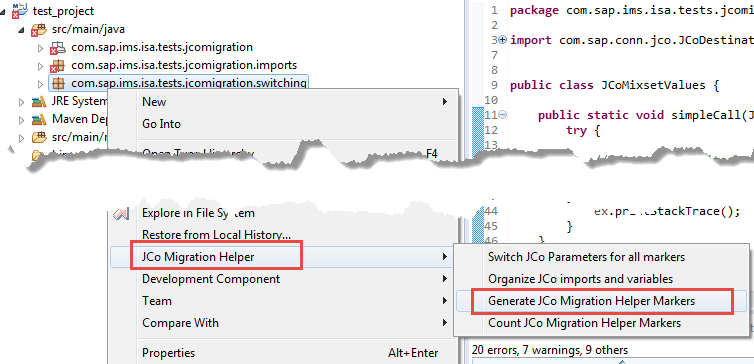 test_project
src/main/java
com.sap.ims.isa.tests.jcomigration
com.sap.ims.isa.tests.jcomigration.imports
com.sap.ims.isa.tests.jcomigration.switching
JRE System
Maven Dep
src/main/r
New
Go Into
Open Type Hierarchy F4
1 package com.sap.ims.isa.tests.jcomi
2
3 import com.sap.conn.jco.JCoDestinat
8
9 public class JCoMixsetValues {
10
11 public static void simpleCall(J
12 try {
13
}
44 ex.printStackTrace();
45 }
46 }
Explore in File System
Restore from Local History...
JCo Migration Helper
Development Component
Team
Compare With
Properties Alt+Enter
Switch JCo Parameters for all markers
Organize JCo imports and variables
Generate JCo Migration Helper Markers
Count JCo Migration Helper Markers
20 errors, 7 warnings, 9 others